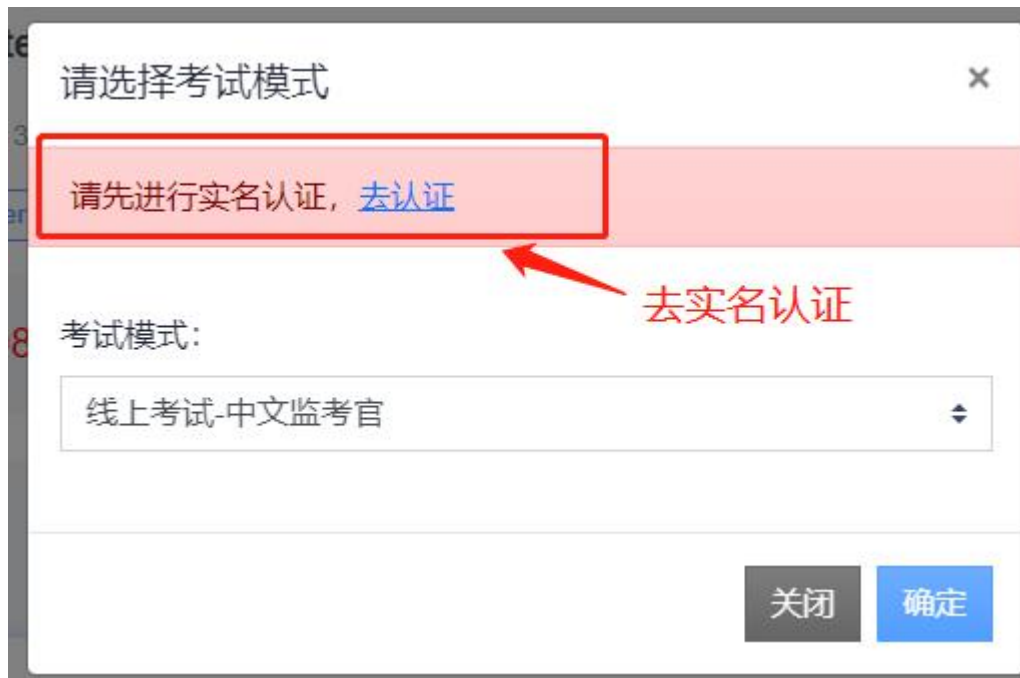 请选择考试模式
×
请先进行实名认证，去认证
去实名认证
考试模式：
线上考试-中文监考官
关闭
确定